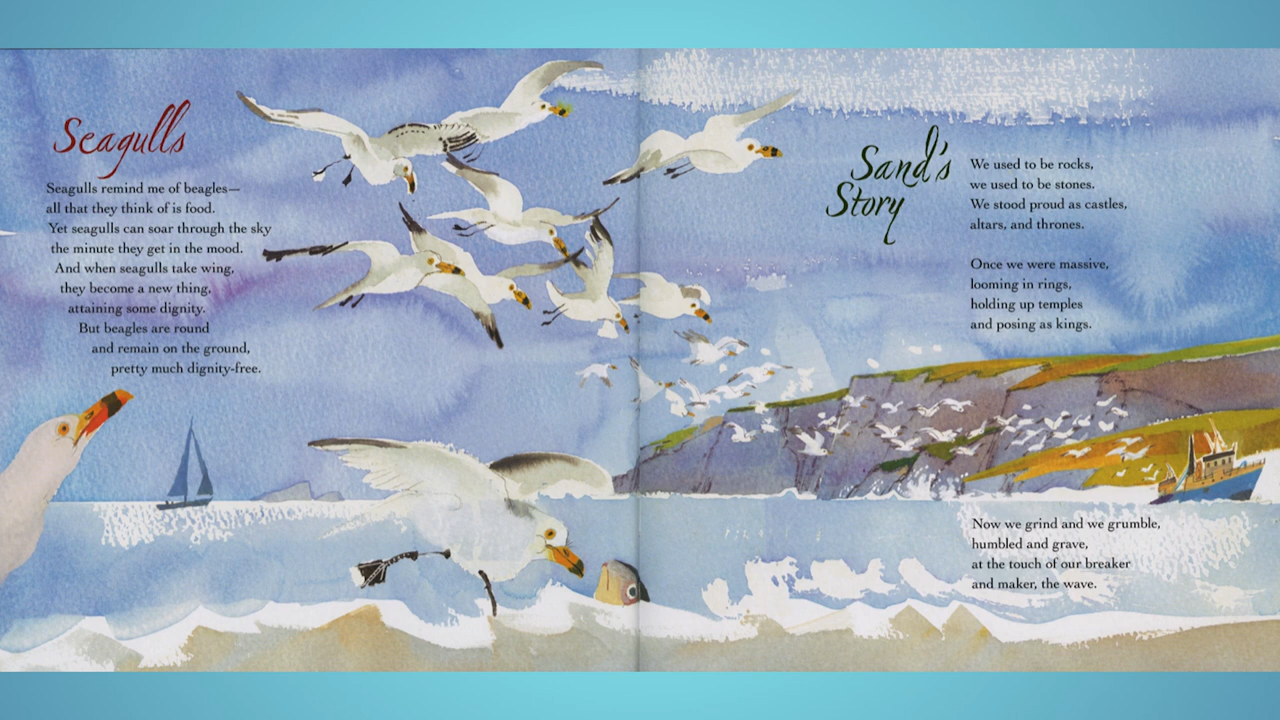 Seagulls
Seagulls remind me of beagles—
all that they think of is food.
Yet seagulls can soar through the sky
the minute they get in the mood.
And when seagulls take wing,
they become a new thing,
attaining some dignity.
But beagles are round
and remain on the ground,
pretty much dignity-free.
Sand's
Story
We used to be rocks,
we used to be stones.
We stood proud as castles,
altars, and thrones.
Once we were massive,
looming in rings,
holding up temples
and posing as kings.
Now we grind and we grumble,
humbled and grave,
at the touch of our breaker
and maker, the wave.